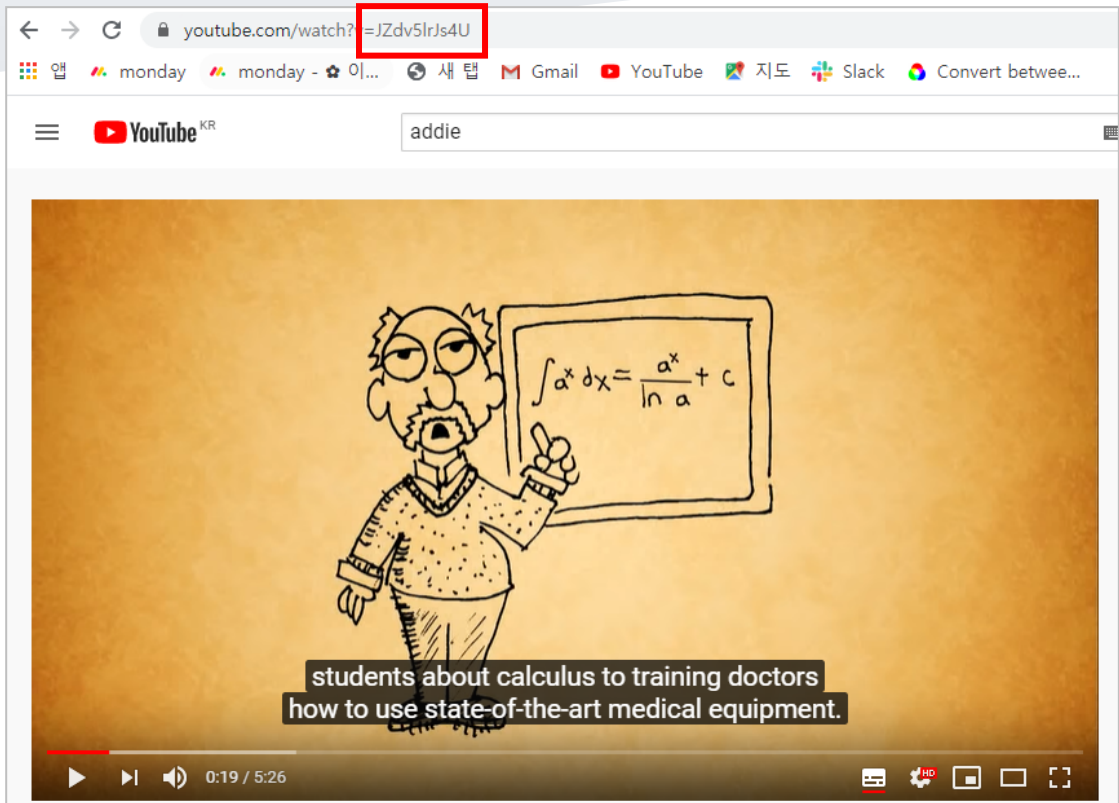 youtube.com/watch?v=JZdv5lrJs4U
앱 monday monday - ✿ 이... 새 탭 Gmail YouTube 지도 Slack Convert betwee...
YouTube KR addie
∫aˣ dx = aˣ/ln a + c
students about calculus to training doctors
how to use state-of-the-art medical equipment.
0:19 / 5:26 HD